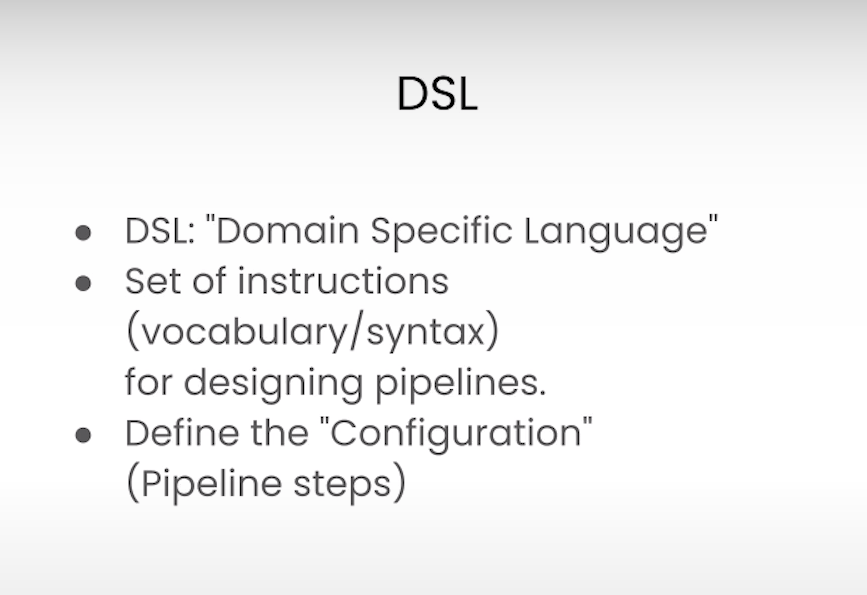 DSL
● DSL: "Domain Specific Language"
● Set of instructions
(vocabulary/syntax)
for designing pipelines.
● Define the "Configuration"
(Pipeline steps)